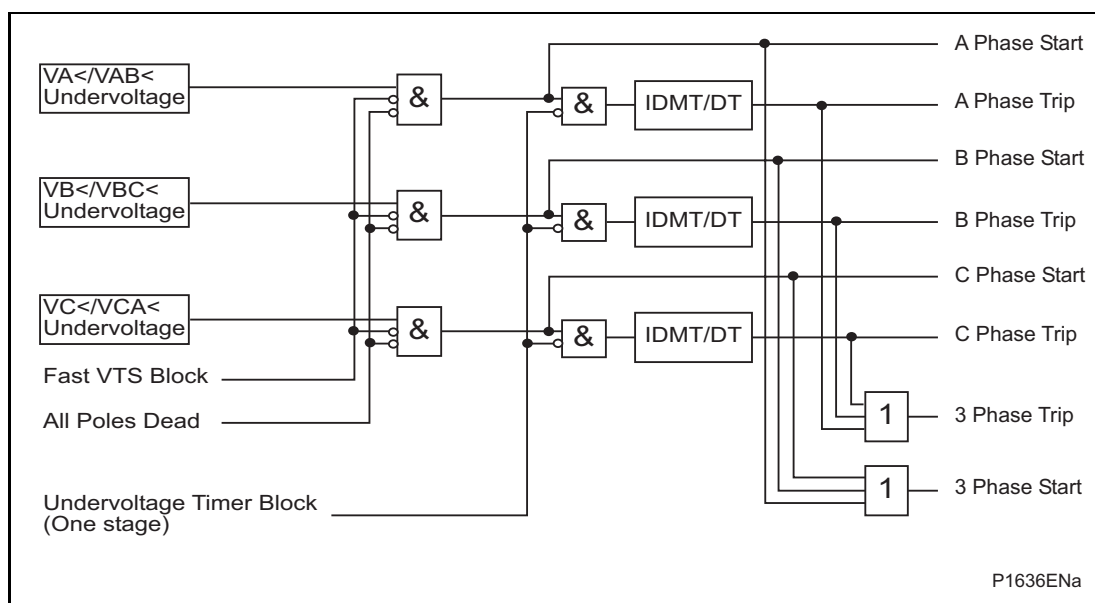 VA</VAB<
Undervoltage
&
&
IDMT/DT
A Phase Start
A Phase Trip
VB</VBC<
Undervoltage
&
&
IDMT/DT
B Phase Start
B Phase Trip
VC</VCA<
Undervoltage
&
&
IDMT/DT
C Phase Start
C Phase Trip
Fast VTS Block
All Poles Dead
1
3 Phase Trip
Undervoltage Timer Block
(One stage)
1
3 Phase Start
P1636ENa